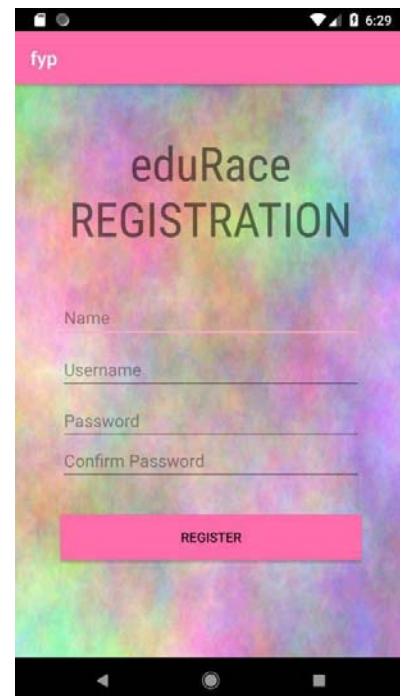 6:29
fyp
eduRace
REGISTRATION
Name
Username
Password
Confirm Password
REGISTER